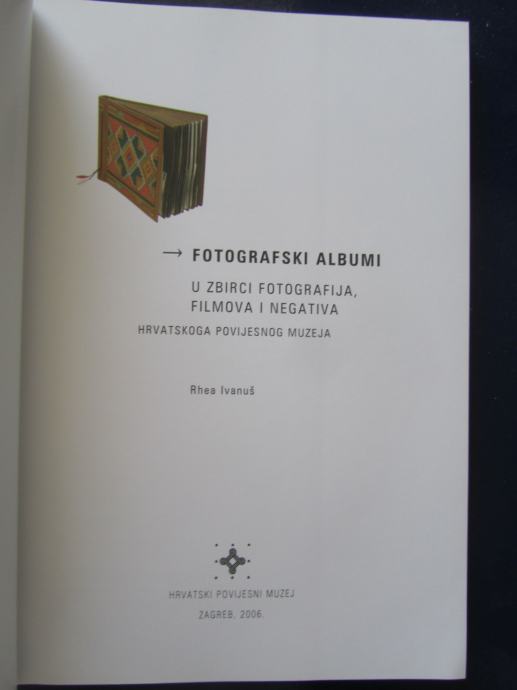 → FOTOGRAFSKI ALBUMI
U ZBIRCI FOTOGRAFIJA,
FILMOVA I NEGATIVA
HRVATSKOGA POVIJESNOG MUZEJA
Rhea Ivanuš
HRVATSKI POVIJESNI MUZEJ
ZAGREB, 2006.